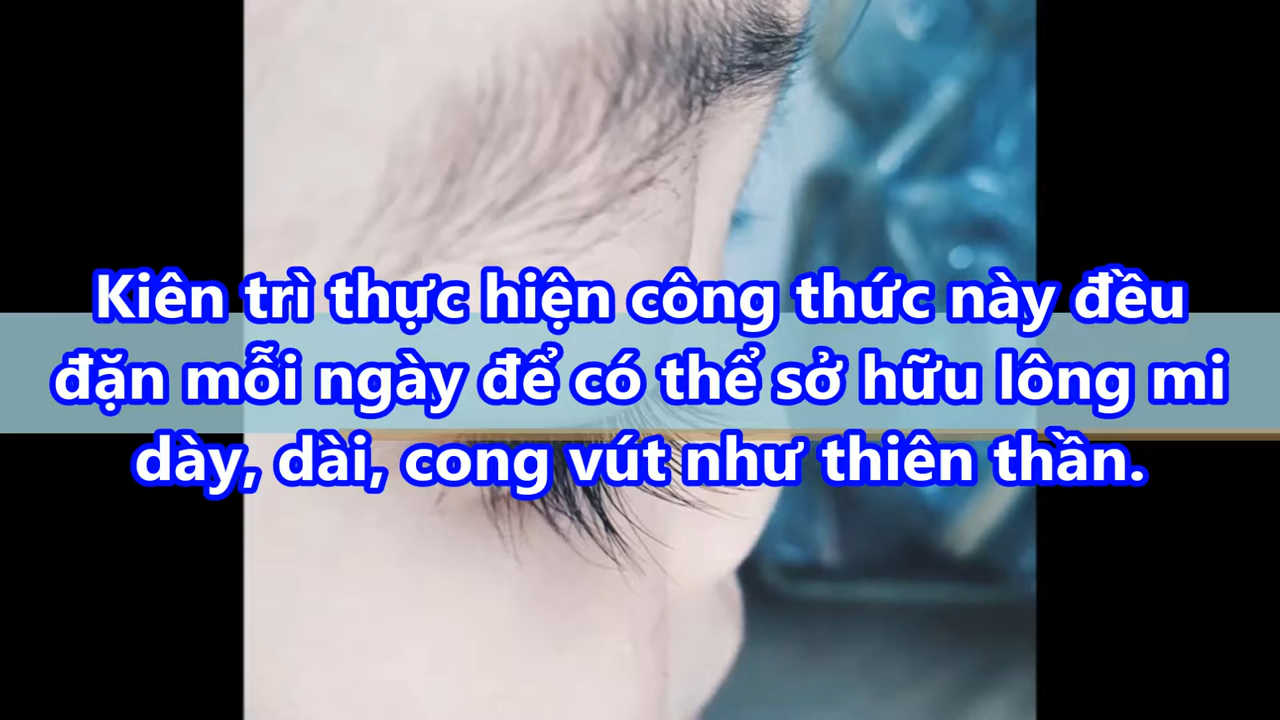 Kiên trì thực hiện công thức này đều
đặn mỗi ngày để có thể sở hữu lông mi
dày, dài, cong vút như thiên thần.